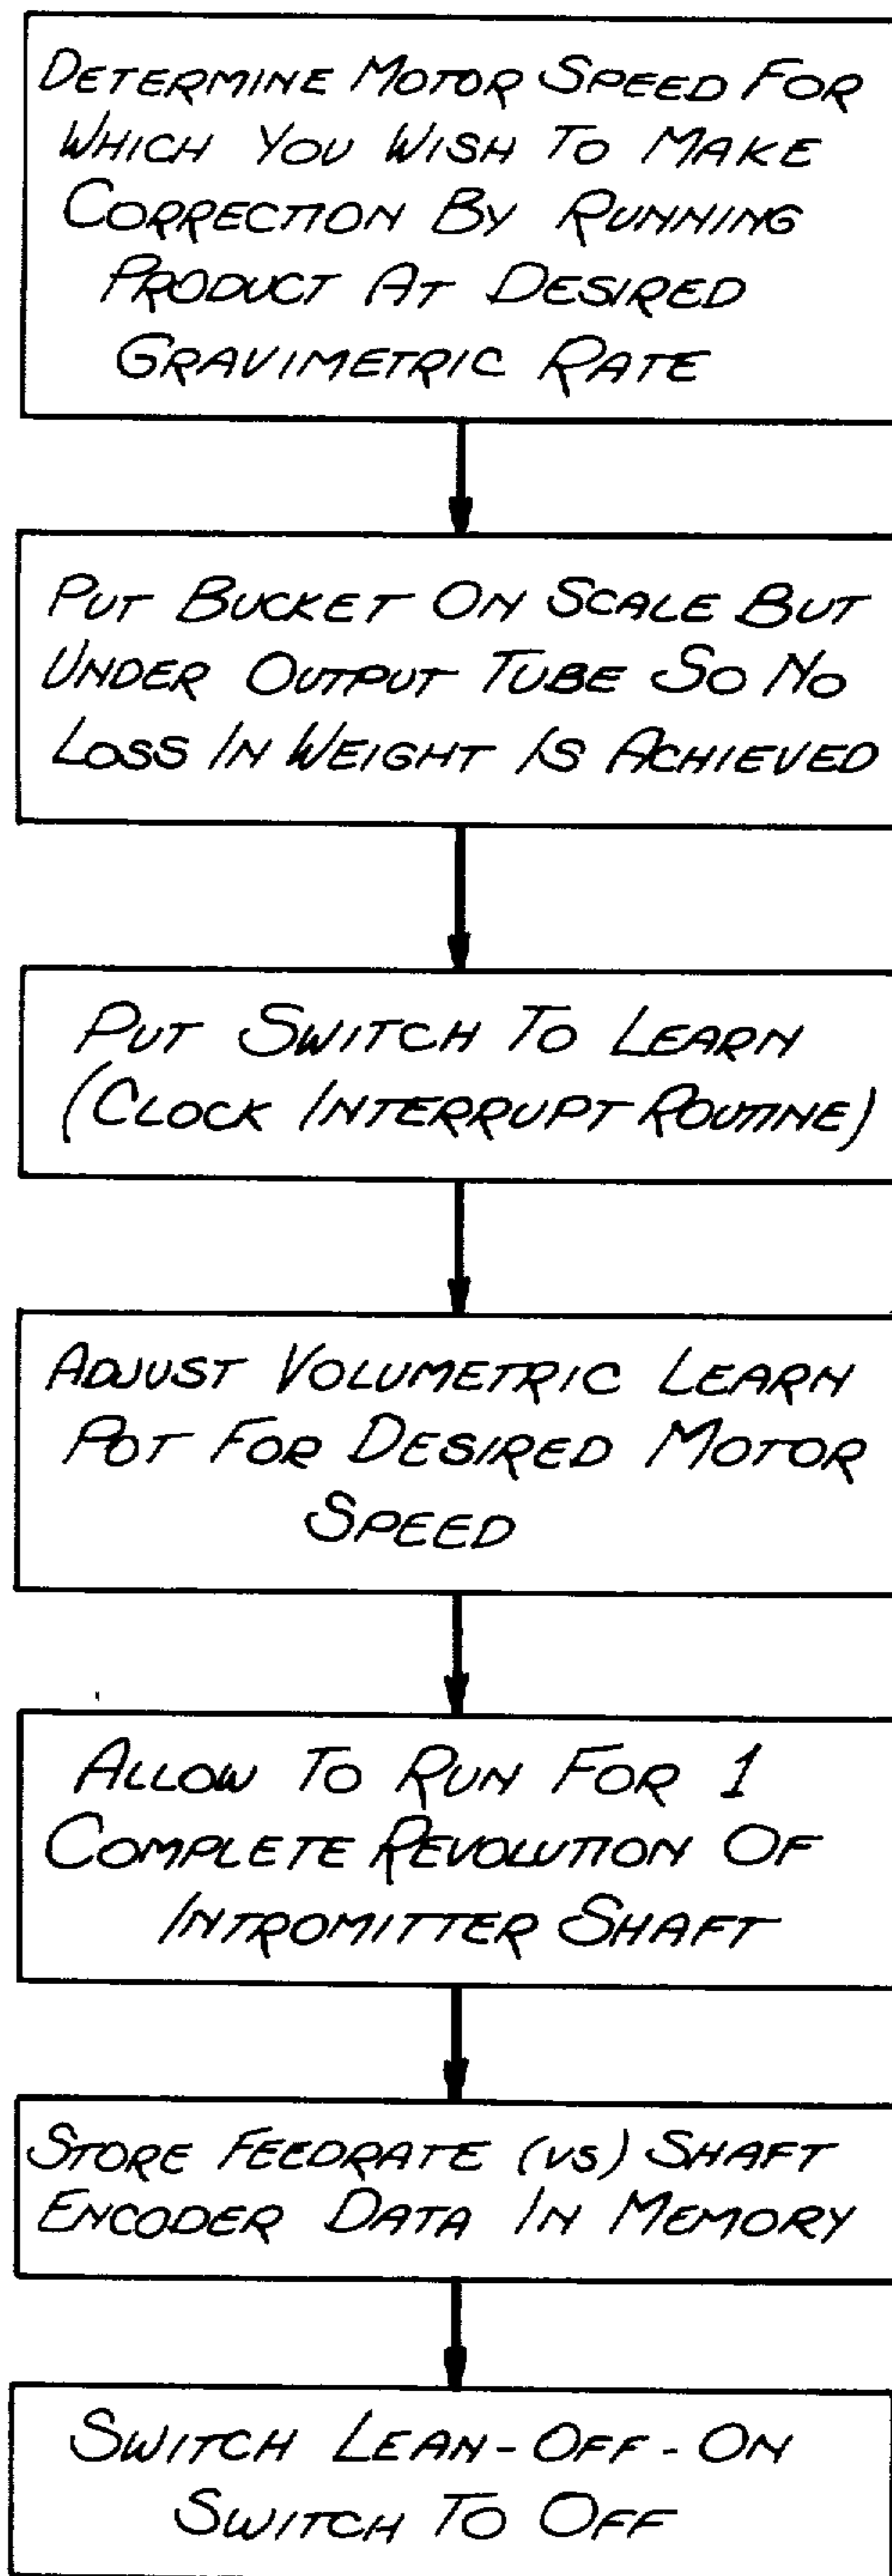 DETERMINE MOTOR SPEED FOR
WHICH YOU WISH TO MAKE
CORRECTION BY RUNNING
PRODUCT AT DESIRED
GRAVIMETRIC RATE
PUT BUCKET ON SCALE BUT
UNDER OUTPUT TUBE SO NO
LOSS IN WEIGHT IS ACHIEVED
PUT SWITCH TO LEARN
(CLOCK INTERRUPT ROUTINE)
ADJUST VOLUMETRIC LEARN
POT FOR DESIRED MOTOR
SPEED
ALLOW TO RUN FOR 1
COMPLETE REVOLUTION OF
INTROMITTER SHAFT
STORE FEEDRATE (VS) SHAFT
ENCODER DATA IN MEMORY
SWITCH LEAN-OFF-ON
SWITCH TO OFF